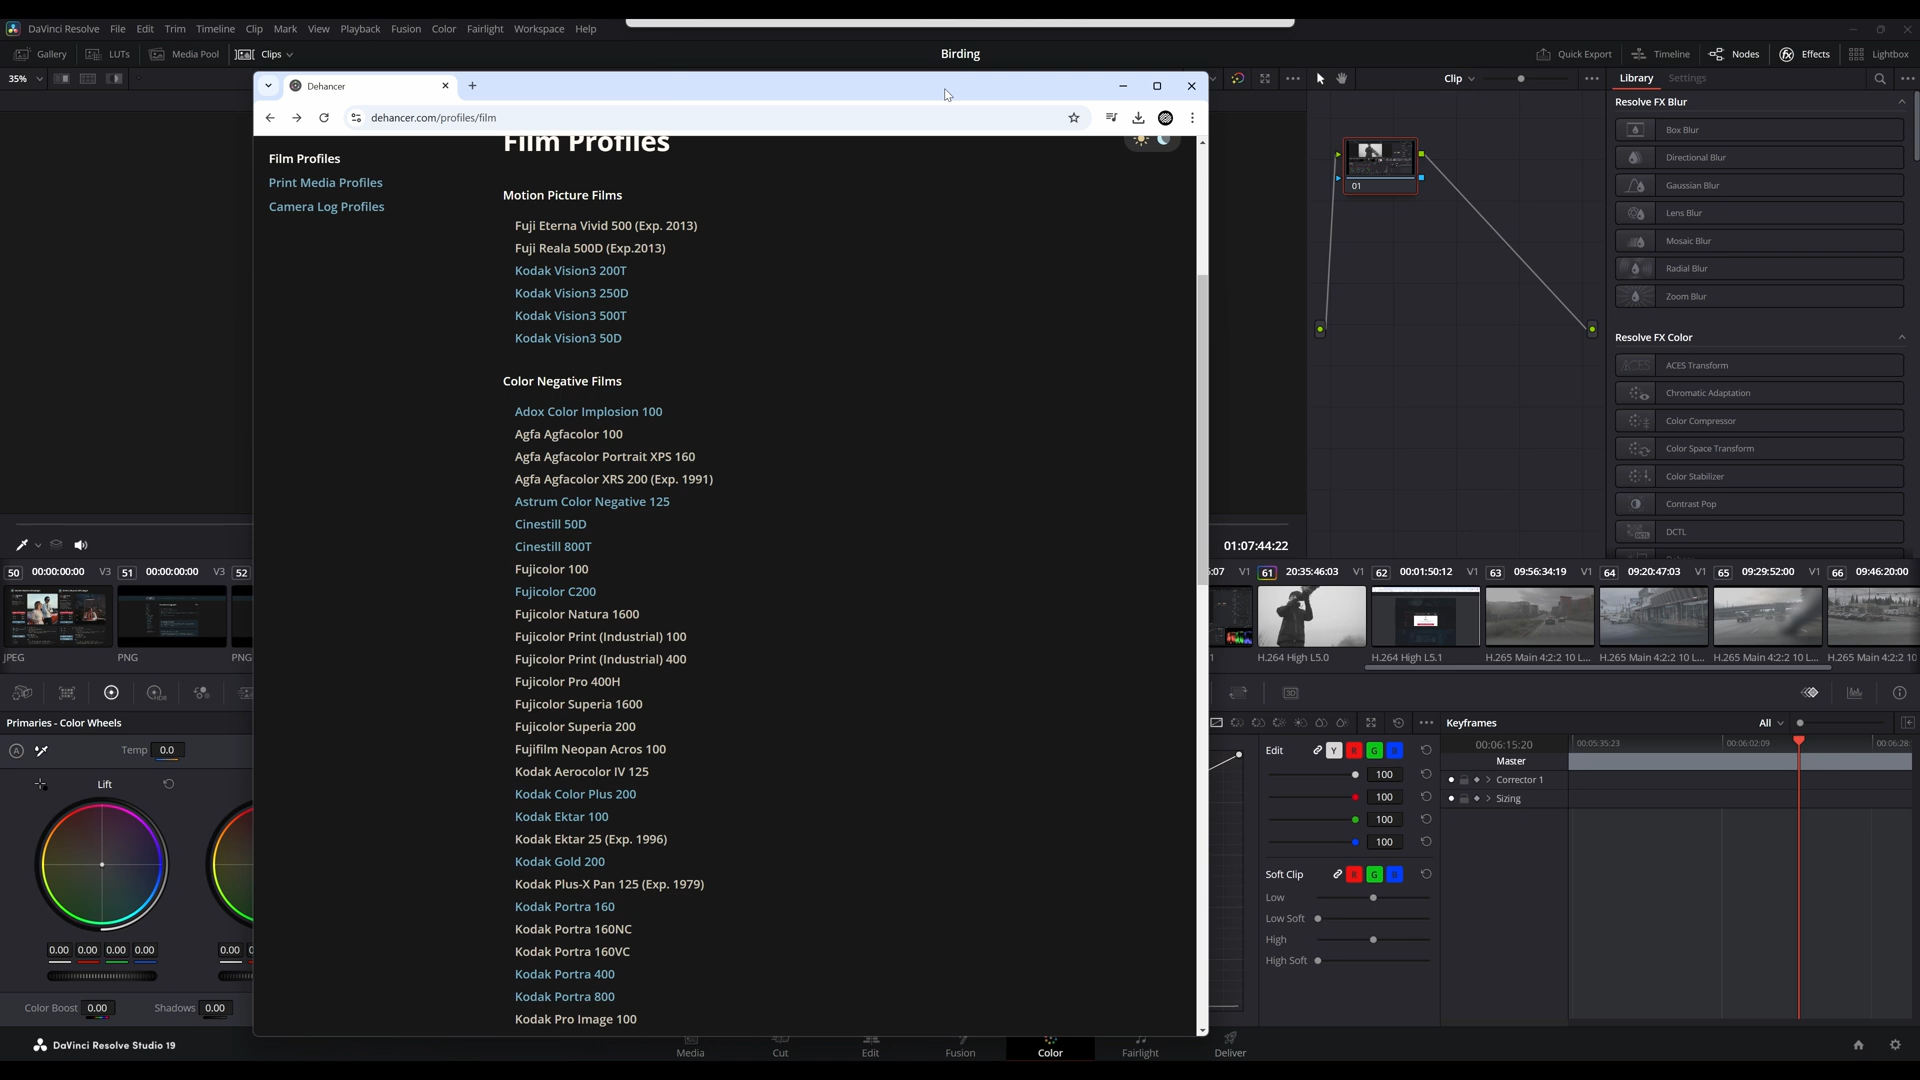 DaVinci Resolve File Edit Trim Timeline Clip Mark View Playback Fusion Color Fairlight Workspace Help
Gallery LUTs Media Pool Clips Birding Quick Export Timeline Nodes Effects Lightbox
35% Clip Library Settings
Dehancer
dehancer.com/profiles/film
Film Profiles
Print Media Profiles
Camera Log Profiles
Film Profiles
Motion Picture Films
Fuji Eterna Vivid 500 (Exp. 2013)
Fuji Reala 500D (Exp.2013)
Kodak Vision3 200T
Kodak Vision3 250D
Kodak Vision3 500T
Kodak Vision3 50D
Color Negative Films
Adox Color Implosion 100
Agfa Agfacolor 100
Agfa Agfacolor Portrait XPS 160
Agfa Agfacolor XRS 200 (Exp. 1991)
Astrum Color Negative 125
Cinestill 50D
Cinestill 800T
Fujicolor 100
Fujicolor C200
Fujicolor Natura 1600
Fujicolor Print (Industrial) 100
Fujicolor Print (Industrial) 400
Fujicolor Pro 400H
Fujicolor Superia 1600
Fujicolor Superia 200
Fujifilm Neopan Acros 100
Kodak Aerocolor IV 125
Kodak Color Plus 200
Kodak Ektar 100
Kodak Ektar 25 (Exp. 1996)
Kodak Gold 200
Kodak Plus-X Pan 125 (Exp. 1979)
Kodak Portra 160
Kodak Portra 160NC
Kodak Portra 160VC
Kodak Portra 400
Kodak Portra 800
Kodak Pro Image 100
01
Resolve FX Blur
Box Blur
Directional Blur
Gaussian Blur
Lens Blur
Mosaic Blur
Radial Blur
Zoom Blur
Resolve FX Color
ACES Transform
Chromatic Adaptation
Color Compressor
Color Space Transform
Color Stabilizer
Contrast Pop
DCTL
01:07:44:22
50 00:00:00:00 V3 51 00:00:00:00 V3 52
5:07 V1 61 20:35:46:03 V1 62 00:01:50:12 V1 63 09:56:34:19 V1 64 09:20:47:03 V1 65 09:29:52:00 V1 66 09:46:20:00
JPEG PNG PNG
1 H.264 High L5.0 H.264 High L5.1 H.265 Main 4:2:2 10 L... H.265 Main 4:2:2 10 L... H.265 Main 4:2:2 10 L... H.265 Main 4:2:2 10
HDR 3D
Primaries - Color Wheels
A Temp 0.0
Lift
0.00 0.00 0.00 0.00 0.00
Color Boost 0.00 Shadows 0.00
Edit Y R G B
100
100
100
100
Soft Clip R G B
Low
Low Soft
High
High Soft
Keyframes All
00:06:15:20 00:05:35:23 00:06:02:09 00:06:28:
Master
Corrector 1
Sizing
DaVinci Resolve Studio 19
Media Cut Edit Fusion Color Fairlight Deliver